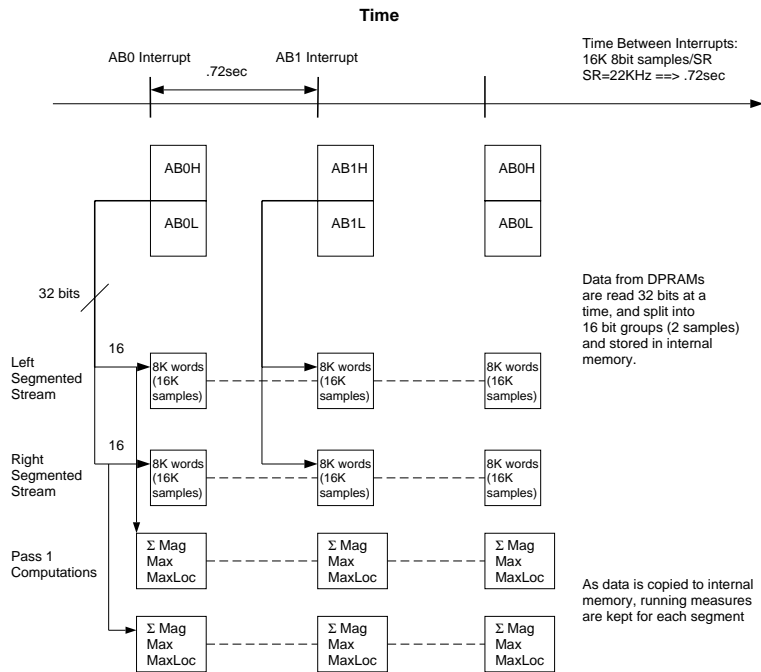 Time
AB0 Interrupt
AB1 Interrupt
.72sec
Time Between Interrupts:
16K 8bit samples/SR
SR=22KHz ==> .72sec
AB0H
AB0L
AB1H
AB1L
AB0H
AB0L
32 bits
Data from DPRAMs
are read 32 bits at a
time, and split into
16 bit groups (2 samples)
and stored in internal
memory.
Left
Segmented
Stream
16
8K words
(16K
samples)
8K words
(16K
samples)
8K words
(16K
samples)
Right
Segmented
Stream
16
8K words
(16K
samples)
8K words
(16K
samples)
8K words
(16K
samples)
Pass 1
Computations
Σ Mag
Max
MaxLoc
Σ Mag
Max
MaxLoc
Σ Mag
Max
MaxLoc
As data is copied to internal
memory, running measures
are kept for each segment
Σ Mag
Max
MaxLoc
Σ Mag
Max
MaxLoc
Σ Mag
Max
MaxLoc